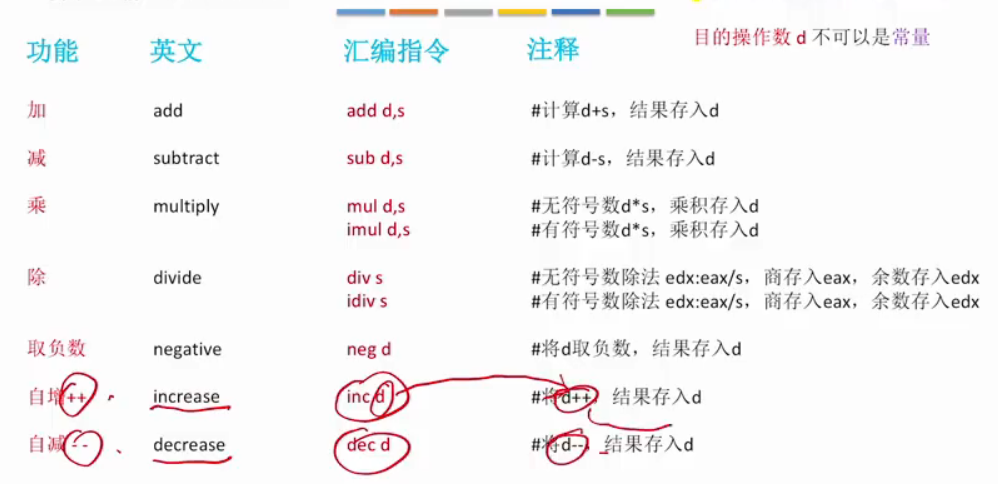 目的操作数 d 不可以是常量
功能 英文 汇编指令 注释
加 add add d,s #计算d+s，结果存入d
减 subtract sub d,s #计算d-s，结果存入d
乘 multiply mul d,s #无符号数d*s，乘积存入d
imul d,s #有符号数d*s，乘积存入d
除 divide div s #无符号数除法 edx:eax/s，商存入eax，余数存入edx
idiv s #有符号数除法 edx:eax/s，商存入eax，余数存入edx
取负数 negative neg d #将d取负数，结果存入d
自增++ increase inc d #将d++，结果存入d
自减-- decrease dec d #将d--，结果存入d